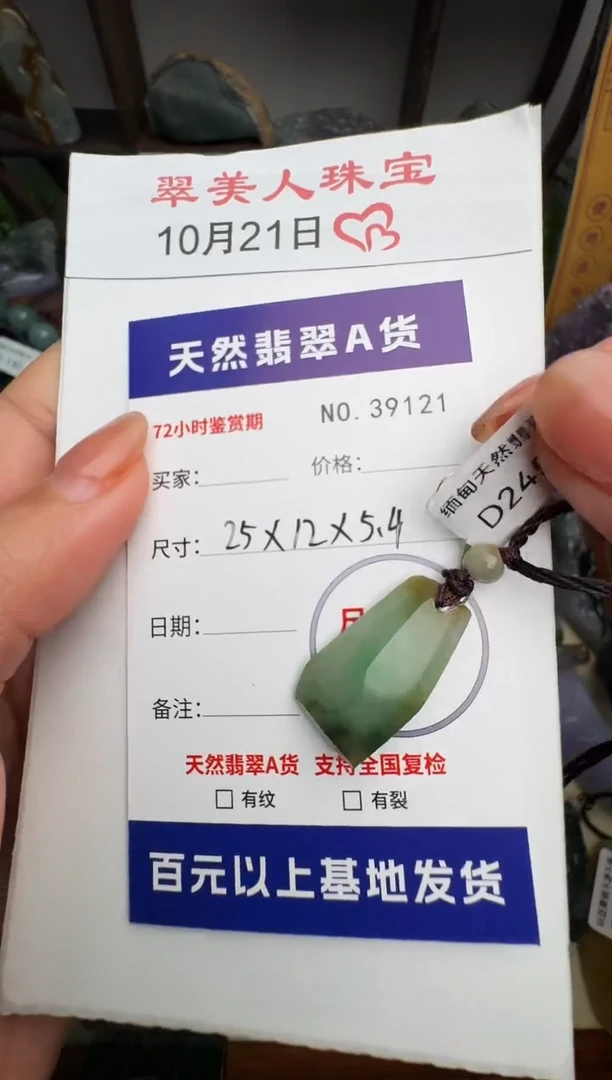 翠美人珠宝
10月21日
天然翡翠A货
72小时鉴赏期
NO.39121
买家：
价格：
缅甸天然翡
D24
尺寸：25×12×5.4
日期：
备注：
天然翡翠A货 支持全国复检
□有纹 □有裂
百元以上基地发货